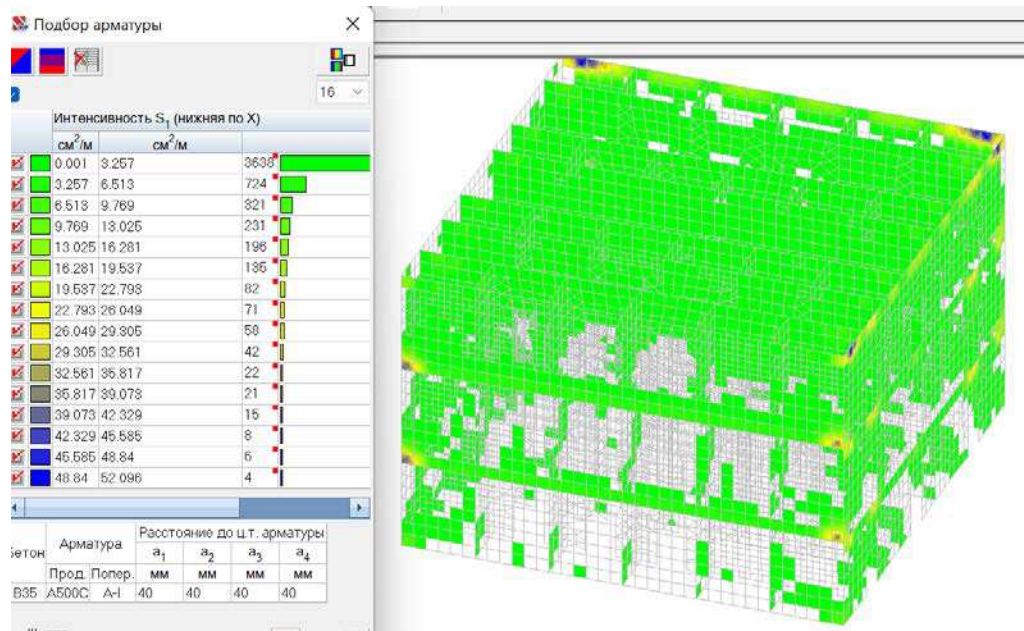 Подбор арматуры
16
Интенсивность S1 (нижняя по X)
см2/м см2/м
0.001 3.257 3638
3.257 6.513 724
6.513 9.769 321
9.769 13.025 231
13.025 16.281 196
16.281 19.537 135
19.537 22.793 82
22.793 26.049 71
26.049 29.305 58
29.305 32.561 42
32.561 35.817 22
35.817 39.073 21
39.073 42.329 15
42.329 45.585 8
45.585 48.84 6
48.84 52.096 4
етон Арматура Расстояние до ц.т. арматуры
a1 a2 a3 a4
Прод. Попер. мм мм мм мм
B35 A500C A-I 40 40 40 40